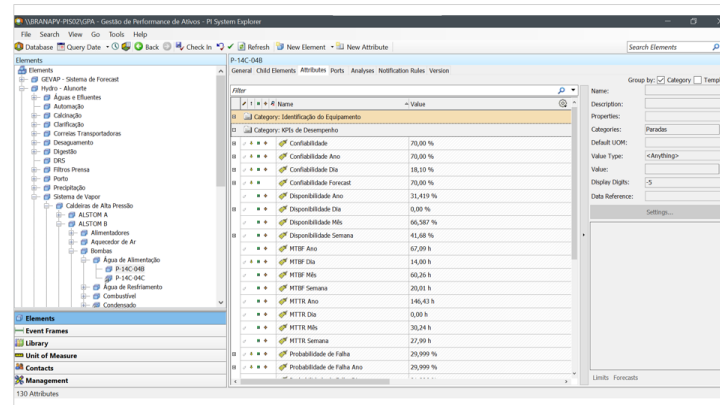 \\BRANAPV-PIS02\GPA - Gestão de Performance de Ativos - PI System Explorer
File Search View Go Tools Help
Database Query Date Back Check In Refresh New Element New Attribute Search Elements
Elements
Elements
GEVAP - Sistema de Forecast
Hydro - Alunorte
Águas e Efluentes
Automação
Calcinação
Clarificação
Correias Transportadoras
Desaguamento
Digestão
DRS
Filtros Prensa
Porto
Precipitação
Sistema de Vapor
Caldeiras de Alta Pressão
ALSTOM A
ALSTOM B
Alimentadores
Aquecedor de Ar
Bombas
Água de Alimentação
P-14C-04B
P-14C-04C
Água de Resfriamento
Combustível
Condensado
Elements
Event Frames
Library
Unit of Measure
Contacts
Management
130 Attributes
P-14C-04B
General Child Elements Attributes Ports Analyses Notification Rules Version
Filter
Name Value
Category: Identificação do Equipamento
Category: KPIs de Desempenho
Confiabilidade 70,00 %
Confiabilidade Ano 70,00 %
Confiabilidade Dia 18,10 %
Confiabilidade Forecast 70,00 %
Disponibilidade Ano 31,419 %
Disponibilidade Dia 0,00 %
Disponibilidade Mês 66,587 %
Disponibilidade Semana 41,68 %
MTBF Ano 67,09 h
MTBF Dia 14,00 h
MTBF Mês 60,26 h
MTBF Semana 20,01 h
MTTR Ano 146,43 h
MTTR Dia 0,00 h
MTTR Mês 30,24 h
MTTR Semana 27,99 h
Probabilidade de Falha 29,999 %
Probabilidade de Falha Ano 29,999 %
Group by: Category Templ
Name:
Description:
Properties:
Categories: Paradas
Default UOM:
Value Type: <Anything>
Value:
Display Digits: -5
Data Reference:
Settings...
Limits Forecasts